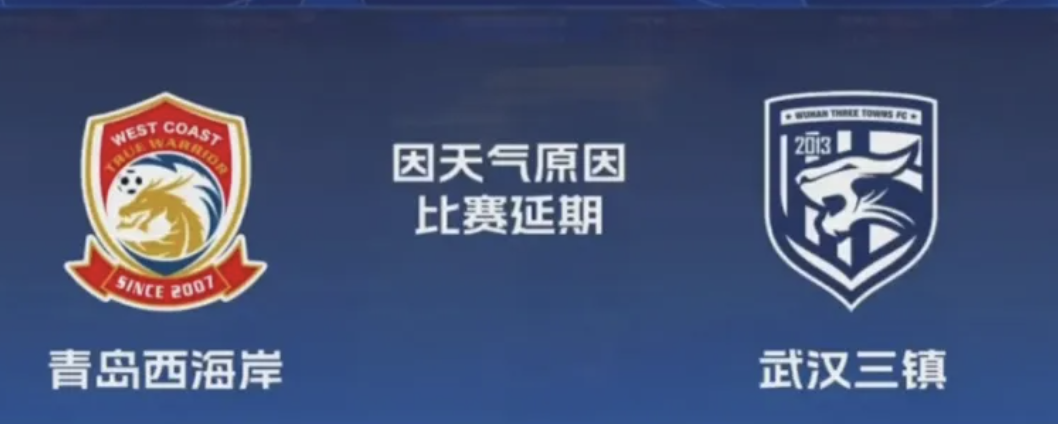 WEST COAST
TRUE WARRIOR
SINCE 2007
青岛西海岸
因天气原因
比赛延期
WUHAN THREE TOWNS FC
2013
武汉三镇